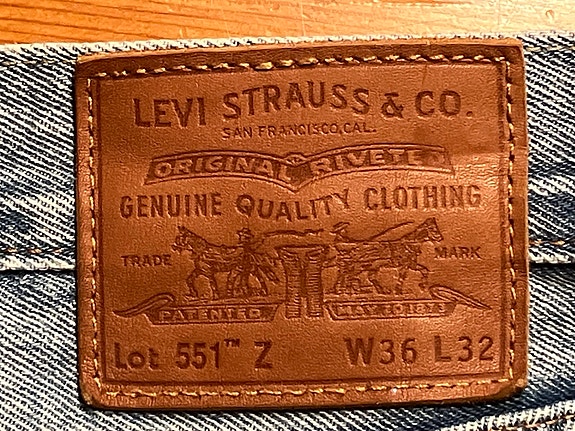 LEVI STRAUSS & CO.
SAN FRANCISCO, CAL.
ORIGINAL RIVETED
GENUINE QUALITY CLOTHING
TRADE MARK
PATENTED MAY 20 1873
Lot 551™ Z W36 L32